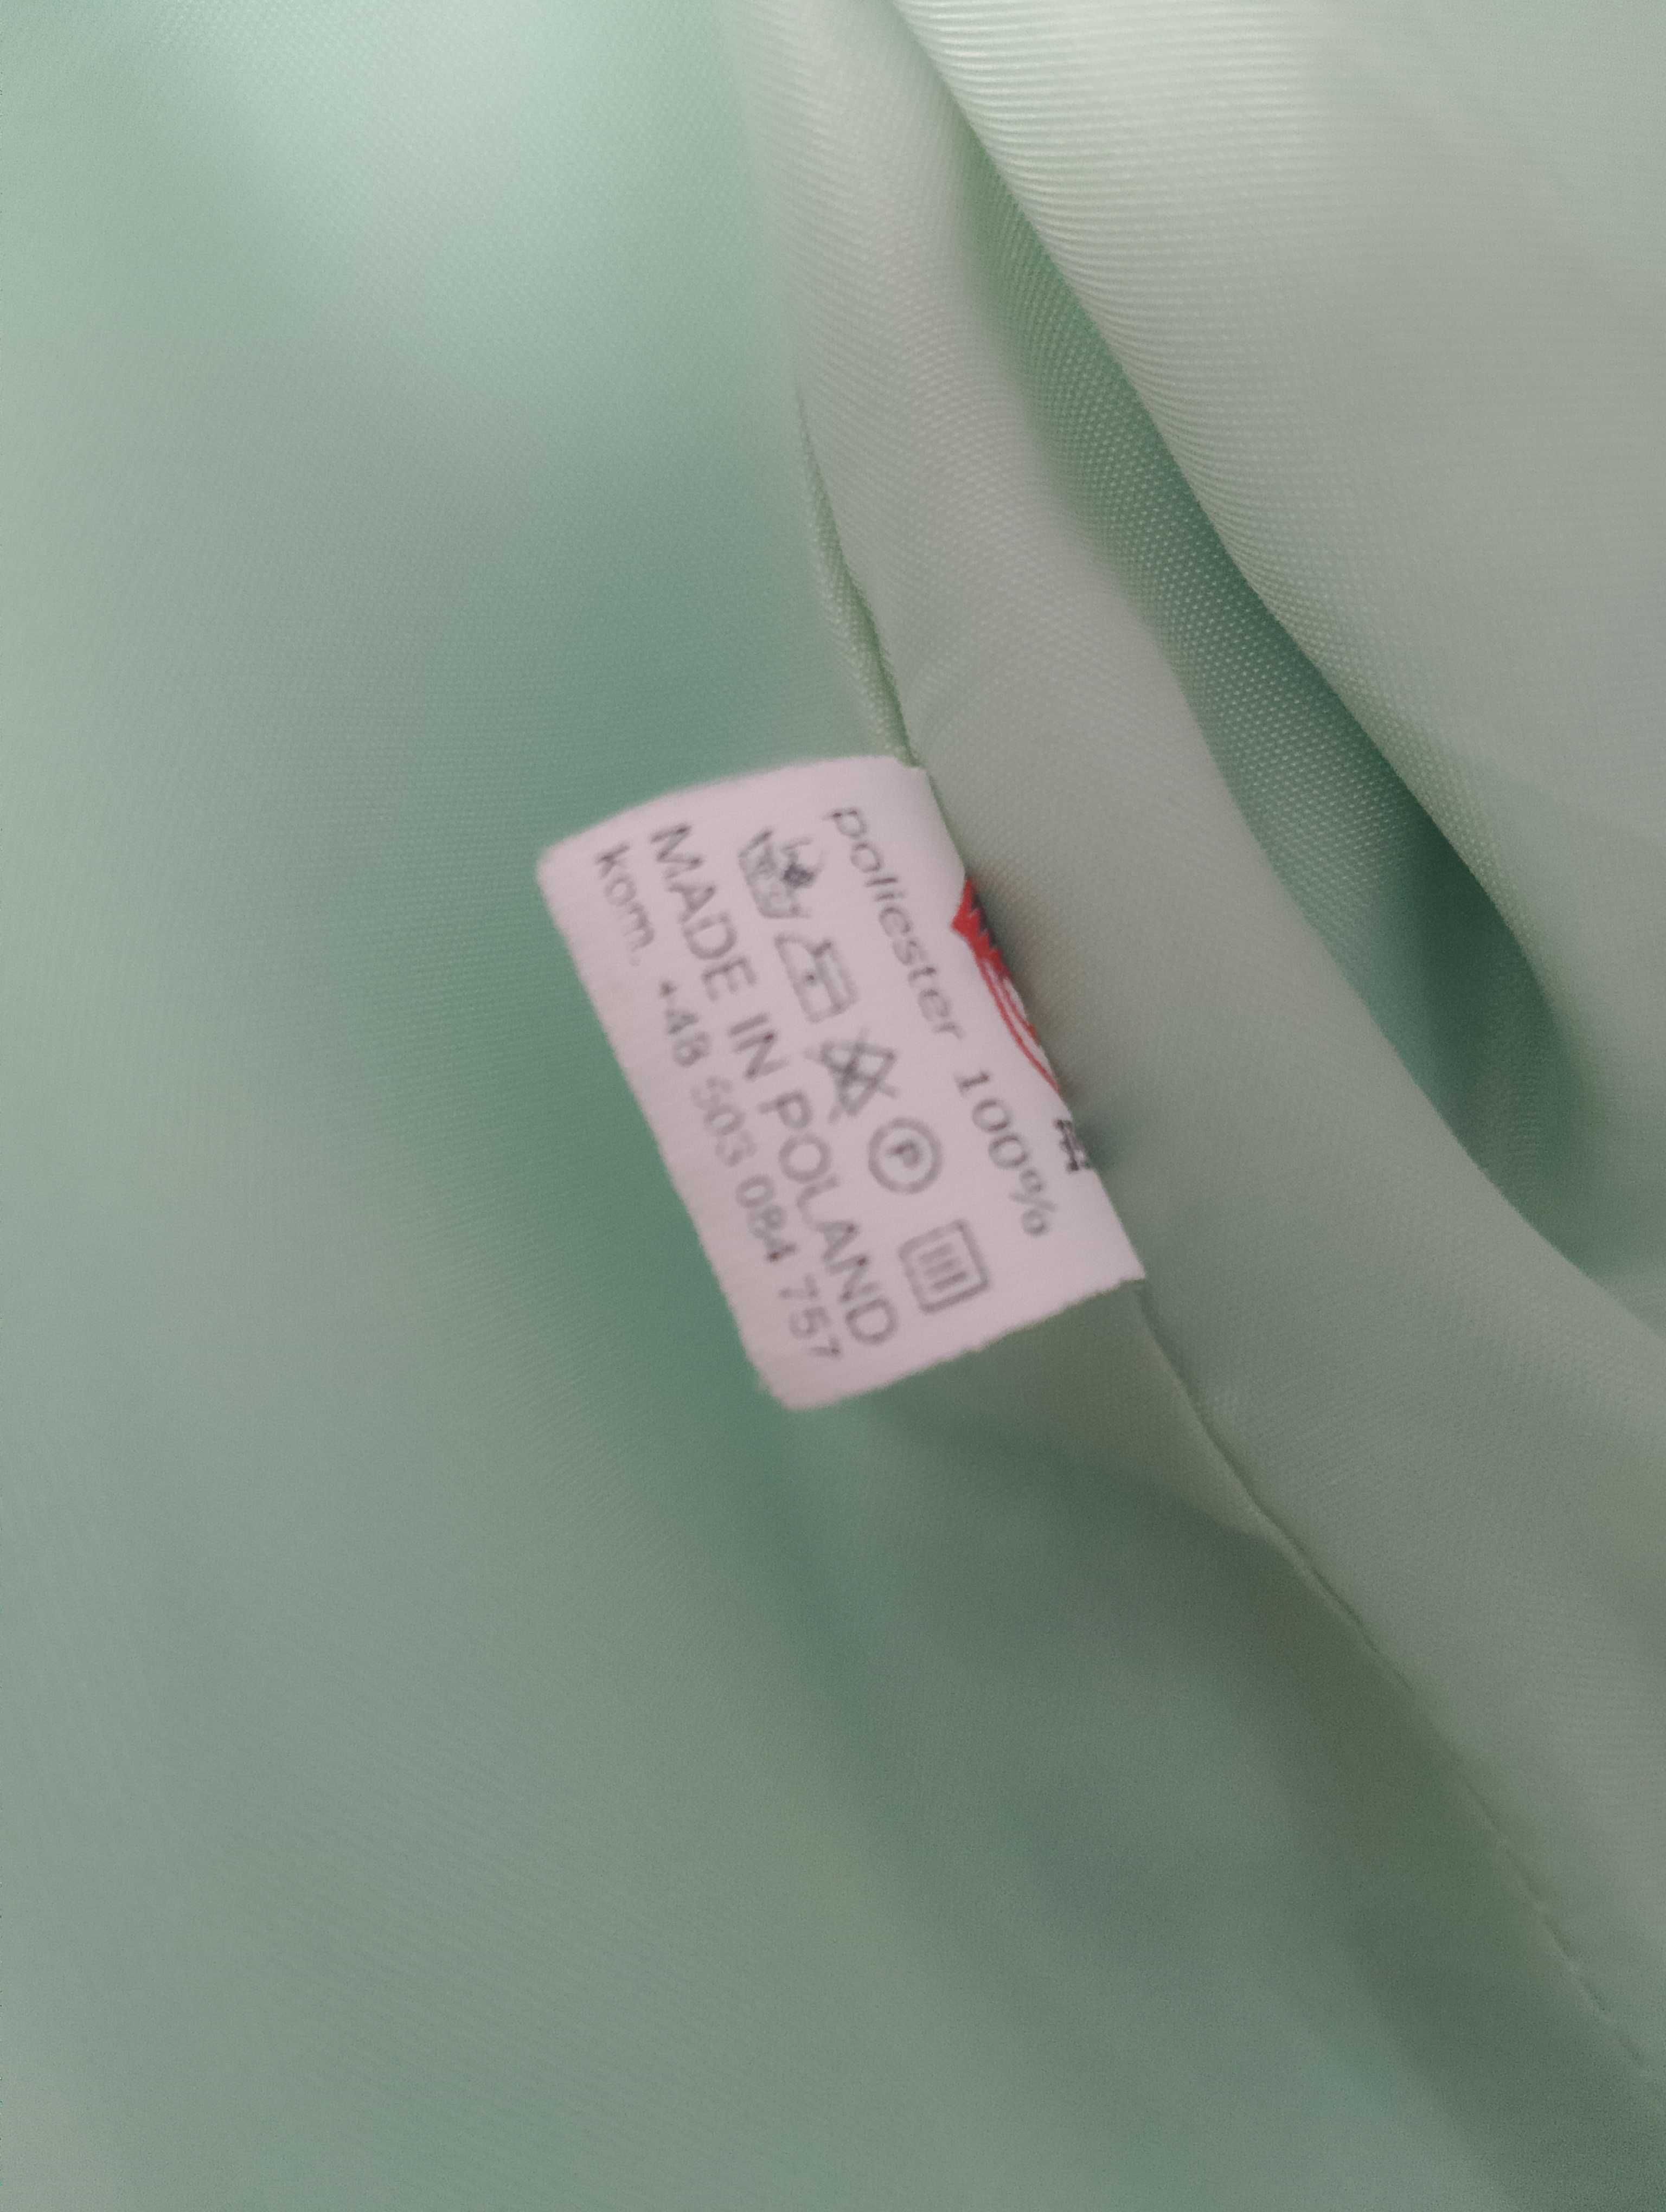 poliester 100%
P
MADE IN POLAND
kom. +48 503 084 757